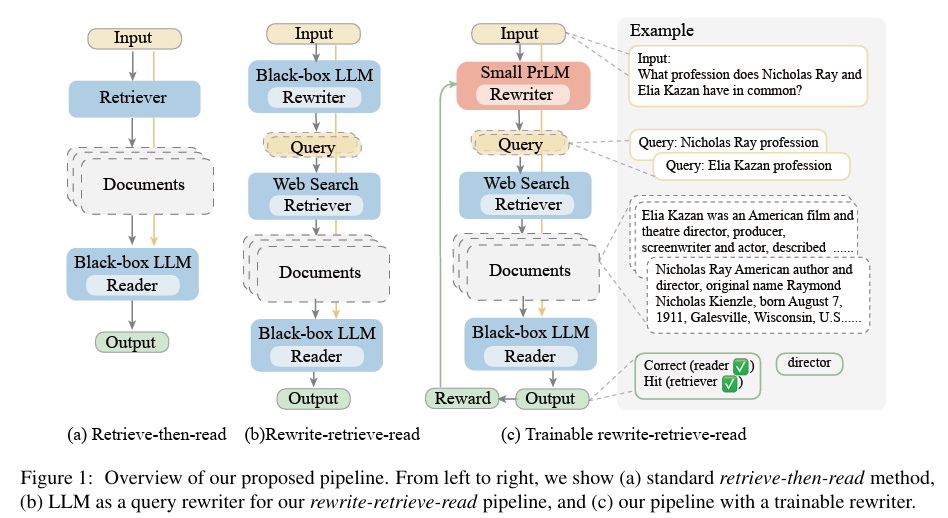 Input
Retriever
Documents
Black-box LLM
Reader
Output
(a) Retrieve-then-read
Input
Black-box LLM
Rewriter
Query
Web Search
Retriever
Documents
Black-box LLM
Reader
Output
(b)Rewrite-retrieve-read
Input
Small PrLM
Rewriter
Query
Web Search
Retriever
Documents
Black-box LLM
Reader
Reward
Output
(c) Trainable rewrite-retrieve-read
Example
Input:
What profession does Nicholas Ray and
Elia Kazan have in common?
Query: Nicholas Ray profession
Query: Elia Kazan profession
Elia Kazan was an American film and
theatre director, producer,
screenwriter and actor, described ......
Nicholas Ray American author and
director, original name Raymond
Nicholas Kienzle, born August 7,
1911, Galesville, Wisconsin, U.S......
Correct (reader ✅)
Hit (retriever ✅)
director
Figure 1: Overview of our proposed pipeline. From left to right, we show (a) standard retrieve-then-read method,
(b) LLM as a query rewriter for our rewrite-retrieve-read pipeline, and (c) our pipeline with a trainable rewriter.